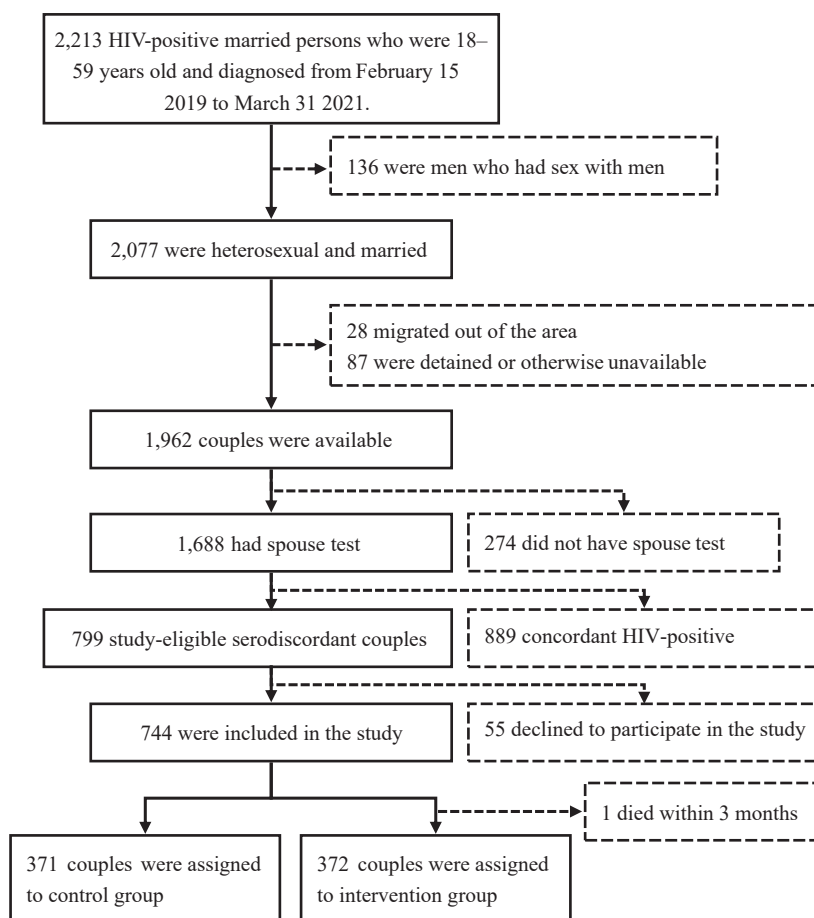 2,213 HIV-positive married persons who were 18–
59 years old and diagnosed from February 15
2019 to March 31 2021.
136 were men who had sex with men
2,077 were heterosexual and married
28 migrated out of the area
87 were detained or otherwise unavailable
1,962 couples were available
1,688 had spouse test
274 did not have spouse test
799 study-eligible serodiscordant couples
889 concordant HIV-positive
744 were included in the study
55 declined to participate in the study
1 died within 3 months
371 couples were assigned
to control group
372 couples were assigned
to intervention group